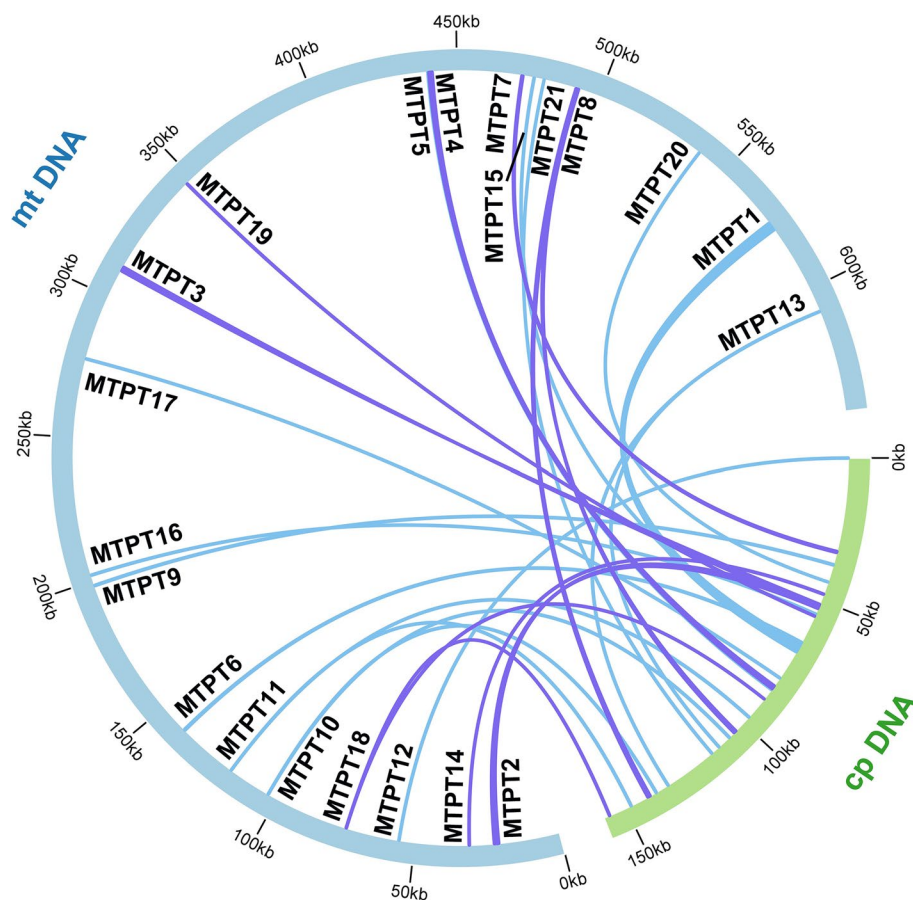 450kb
400kb
500kb
350kb
550kb
mt DNA
MTPT5
MTPT4
MTPT7
MTPT15
MTPT21
MTPT8
MTPT20
MTPT1
MTPT19
MTPT3
300kb
600kb
MTPT13
MTPT17
250kb
0kb
MTPT16
MTPT9
200kb
50kb
MTPT6
MTPT11
MTPT10
MTPT18
MTPT12
MTPT14
MTPT2
150kb
100kb
cp DNA
100kb
150kb
50kb
0kb